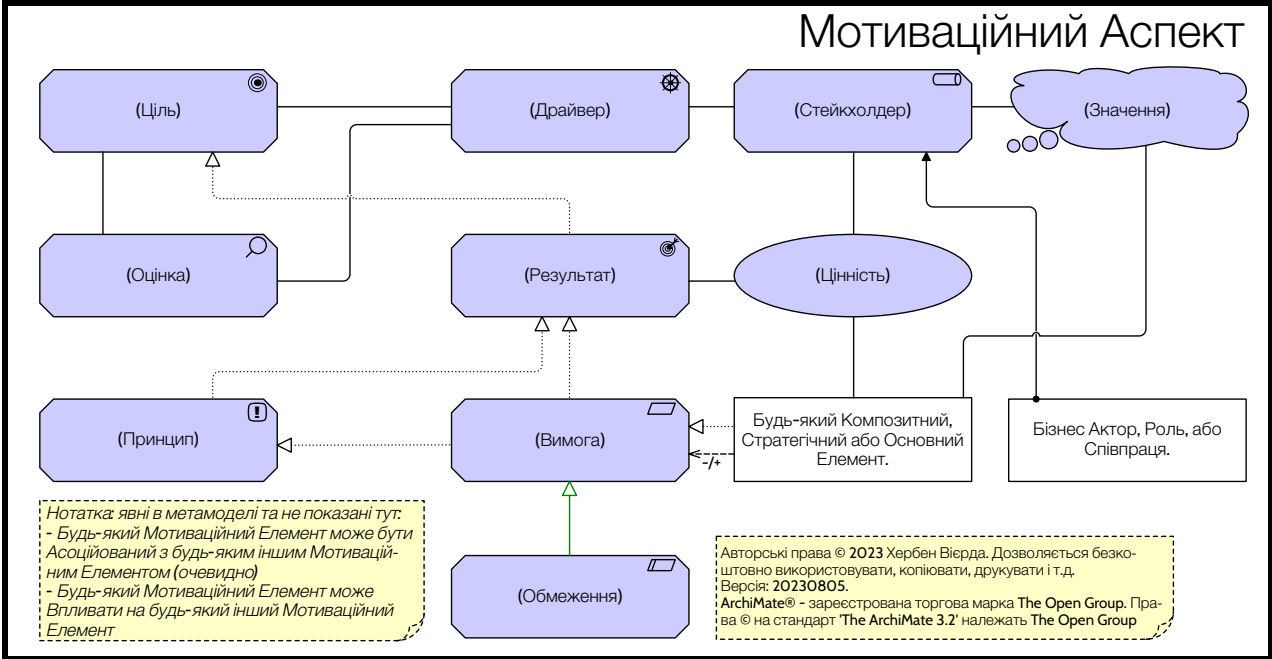 Мотиваційний Аспект
(Ціль)
(Драйвер)
(Стейкхолдер)
(Значення)
(Оцінка)
(Результат)
(Цінність)
(Принцип)
(Вимога)
-/+
Будь-який Композитний,
Стратегічний або Основний
Елемент.
Бізнес Актор, Роль, або
Співпраця.
(Обмеження)
Нотатка: явні в метамоделі та не показані тут:
- Будь-який Мотиваційний Елемент може бути
Асоційований з будь-яким іншим Мотивацій-
ним Елементом (очевидно)
- Будь-який Мотиваційний Елемент може
Впливати на будь-який інший Мотиваційний
Елемент
Авторські права © 2023 Хербен Вієрда. Дозволяється безко-
штовно використовувати, копіювати, друкувати і т.д.
Версія: 20230805.
ArchiMate® - зареєстрована торгова марка The Open Group. Пра-
ва © на стандарт 'The ArchiMate 3.2' належать The Open Group